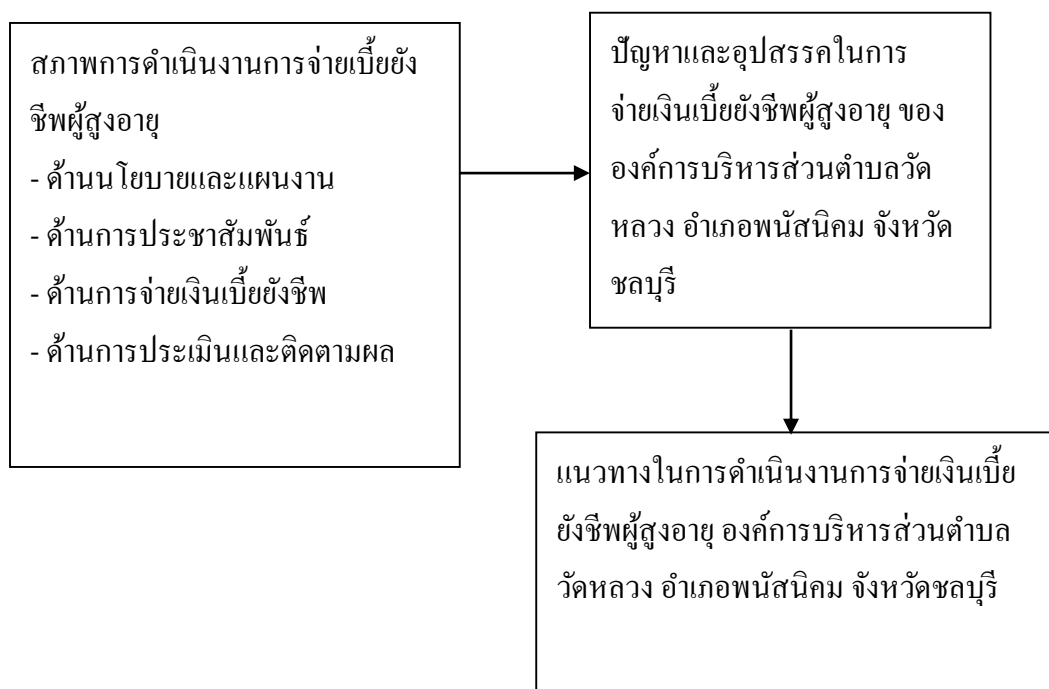 สภาพการดำเนินงานการจ่ายเบี้ยยัง
ชีพผู้สูงอายุ
- ด้านนโยบายและแผนงาน
- ด้านการประชาสัมพันธ์
- ด้านการจ่ายเงินเบี้ยยังชีพ
- ด้านการประเมินและติดตามผล
ปัญหาและอุปสรรคในการ
จ่ายเงินเบี้ยยังชีพผู้สูงอายุ ของ
องค์การบริหารส่วนตำบลวัด
หลวง อำเภอพนัสนิคม จังหวัด
ชลบุรี
แนวทางในการดำเนินงานการจ่ายเงินเบี้ย
ยังชีพผู้สูงอายุ องค์การบริหารส่วนตำบล
วัดหลวง อำเภอพนัสนิคม จังหวัดชลบุรี